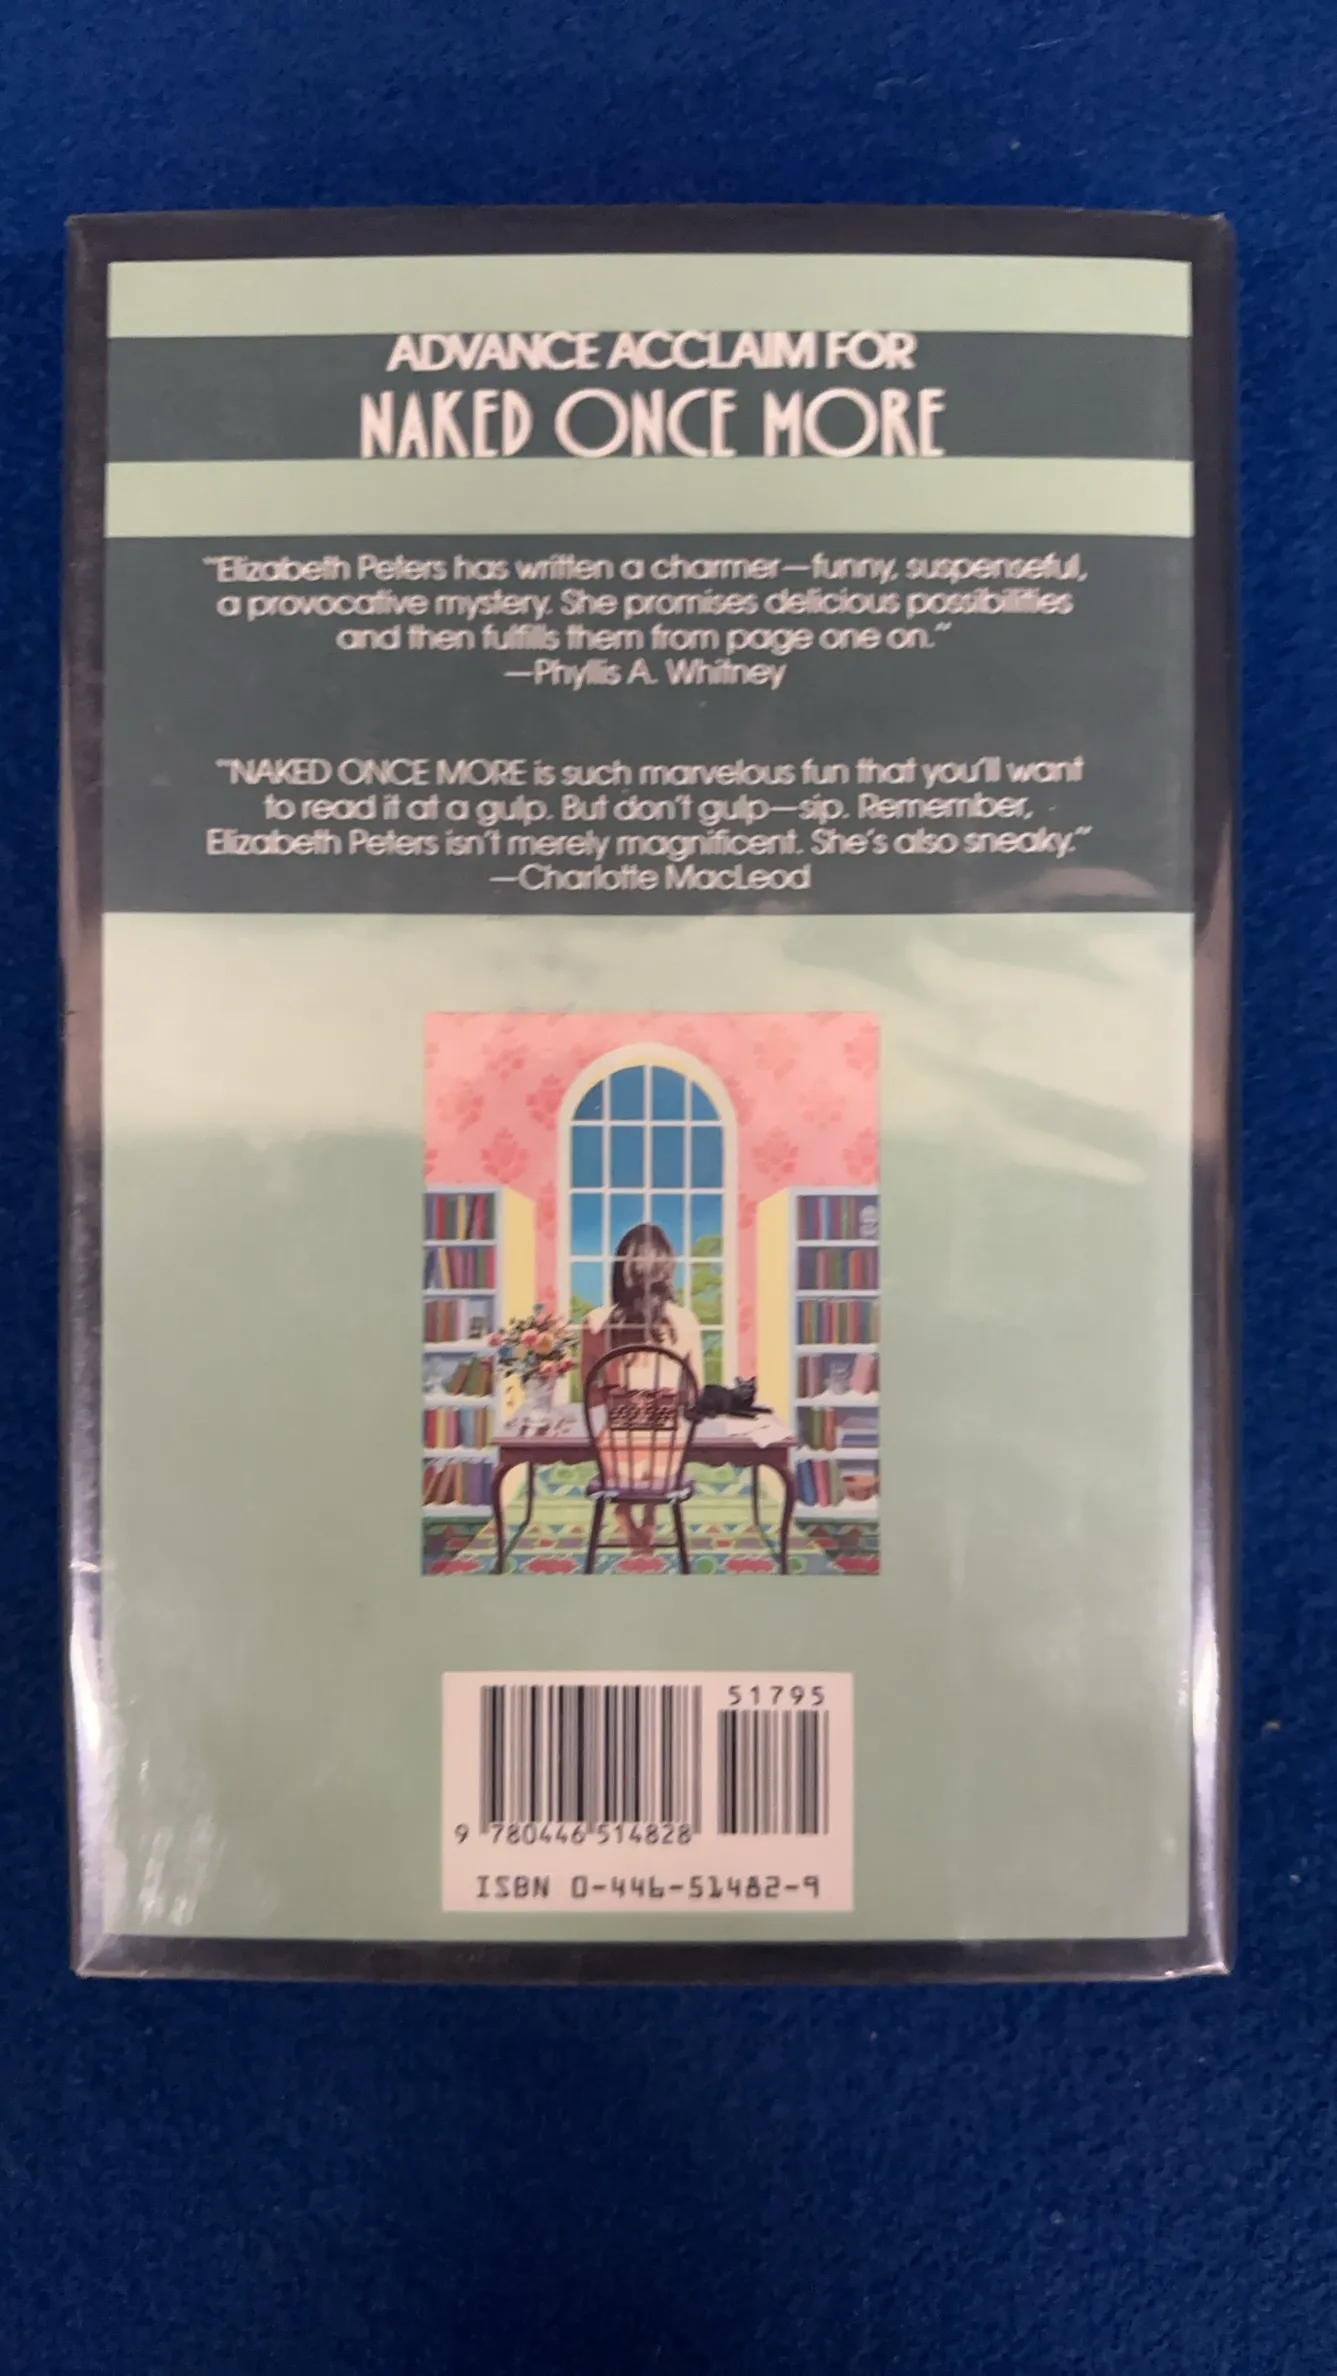 ADVANCE ACCLAIM FOR
NAKED ONCE MORE
"Elizabeth Peters has written a charmer—funny, suspenseful,
a provocative mystery. She promises delicious possibilities
and then fulfills them from page one on."
—Phyllis A. Whitney
"NAKED ONCE MORE is such marvelous fun that you'll want
to read it at a gulp. But don't gulp—sip. Remember,
Elizabeth Peters isn't merely magnificent. She's also sneaky."
—Charlotte MacLeod
51795
9 780446 514828
ISBN 0-446-51482-9